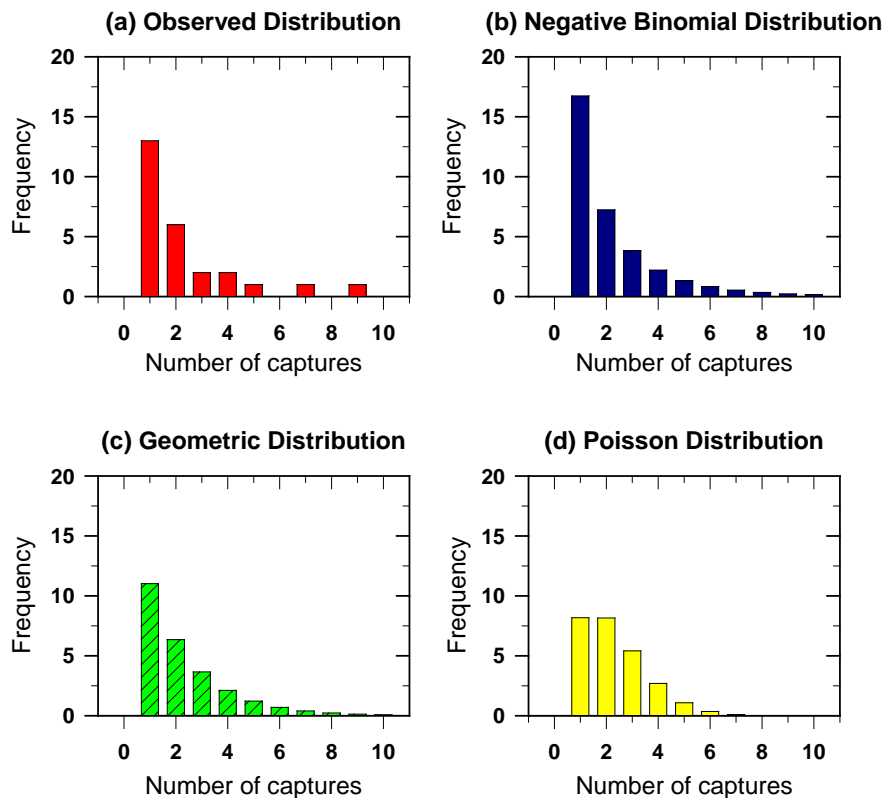 (a) Observed Distribution
20
15
10
5
0
Frequency
0 2 4 6 8 10
Number of captures
(b) Negative Binomial Distribution
20
15
10
5
0
Frequency
0 2 4 6 8 10
Number of captures
(c) Geometric Distribution
20
15
10
5
0
Frequency
0 2 4 6 8 10
Number of captures
(d) Poisson Distribution
20
15
10
5
0
Frequency
0 2 4 6 8 10
Number of captures